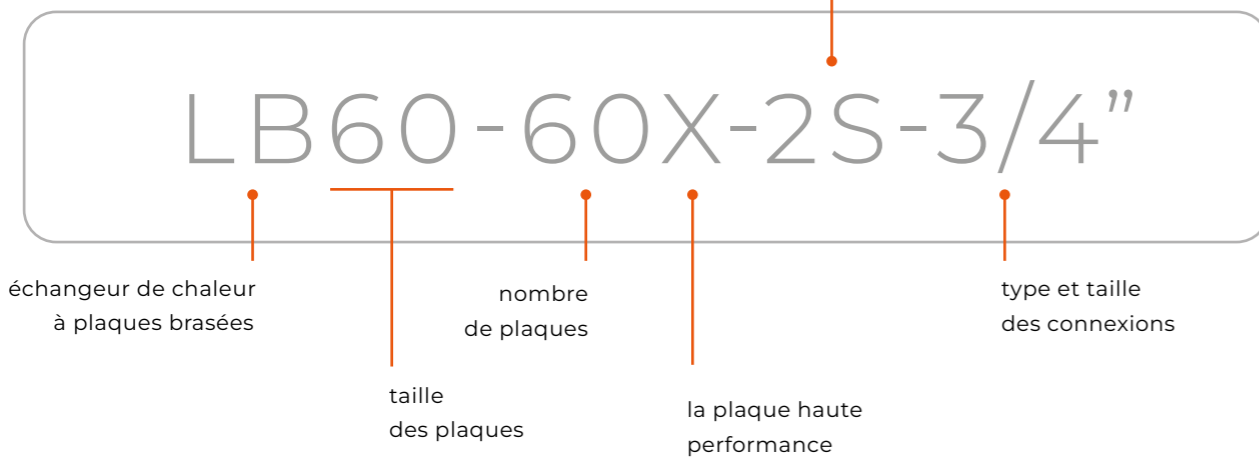 LB60-60X-2S-3/4”
échangeur de chaleur
à plaques brasées
nombre
de plaques
type et taille
des connexions
taille
des plaques
la plaque haute
performance